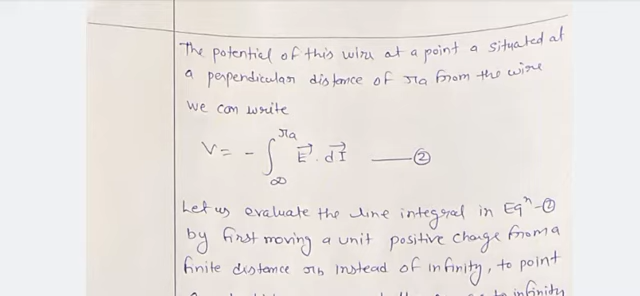 The potential of this wire at a point a situated at
a perpendicular distance of ra from the wire
we can write
V = - ∫∞^ra E⃗ . dl⃗ —— ②
Let us evaluate the line integral in Eqⁿ-②
by first moving a unit positive charge from a
finite distance rb instead of infinity, to point
to infinity